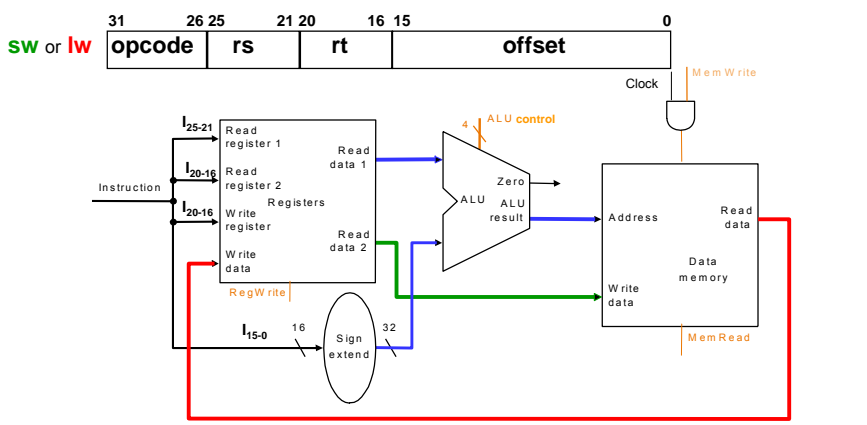 31 26 25 21 20 16 15 0
sw or lw opcode rs rt offset
Clock
MemWrite
I25-21
Read
register 1
I20-16
Read
register 2
Instruction
I20-16
Write
register
Registers
Write
data
Read
data 1
Read
data 2
RegWrite
I15-0
16
Sign
extend
32
4
ALU control
Zero
ALU
ALU
result
Address
Read
data
Data
memory
Write
data
MemRead